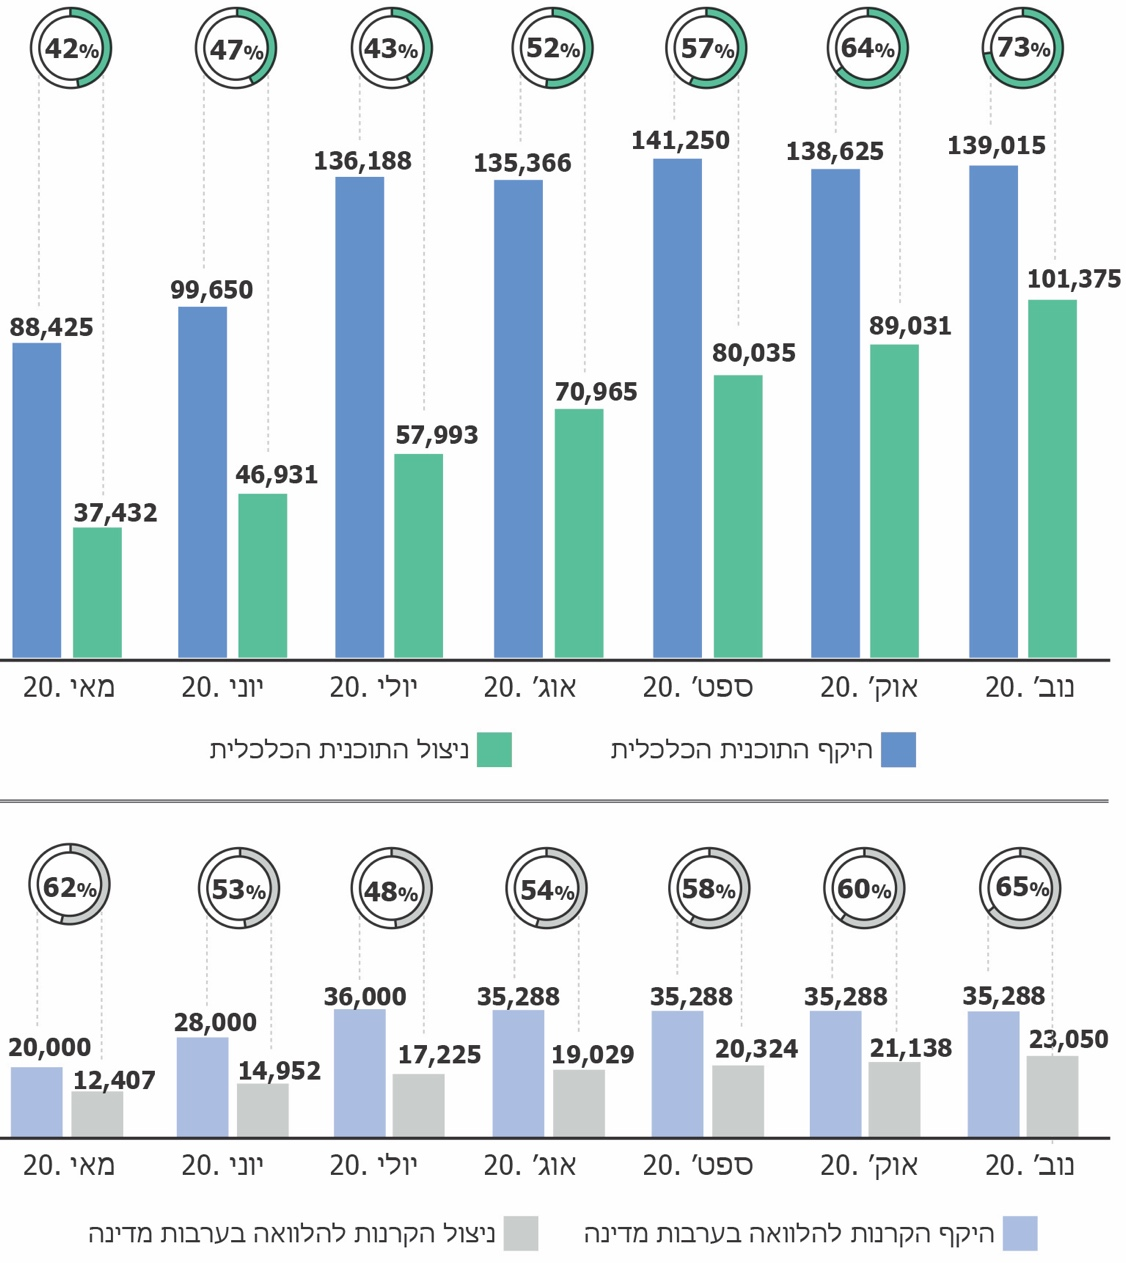 42% 47% 43% 52% 57% 64% 73%
141,250
139,015
138,625
136,188 135,366
101,375
99,650
88,425
89,031
80,035
70,965
57,993
46,931
37,432
מאי 20. יוני 20. יולי 20. אוג' 20. ספט' 20. אוק' 20. נוב' 20.
היקף התוכנית הכלכלית ניצול התוכנית הכלכלית
62% 53% 48% 54% 58% 60% 65%
36,000 35,288 35,288 35,288 35,288
28,000
23,050
20,000 17,225 19,029 20,324 21,138
12,407 14,952
מאי 20. יוני 20. יולי 20. אוג' 20. ספט' 20. אוק' 20. נוב' 20.
היקף הקרנות להלוואה בערבות מדינה ניצול הקרנות להלוואה בערבות מדינה